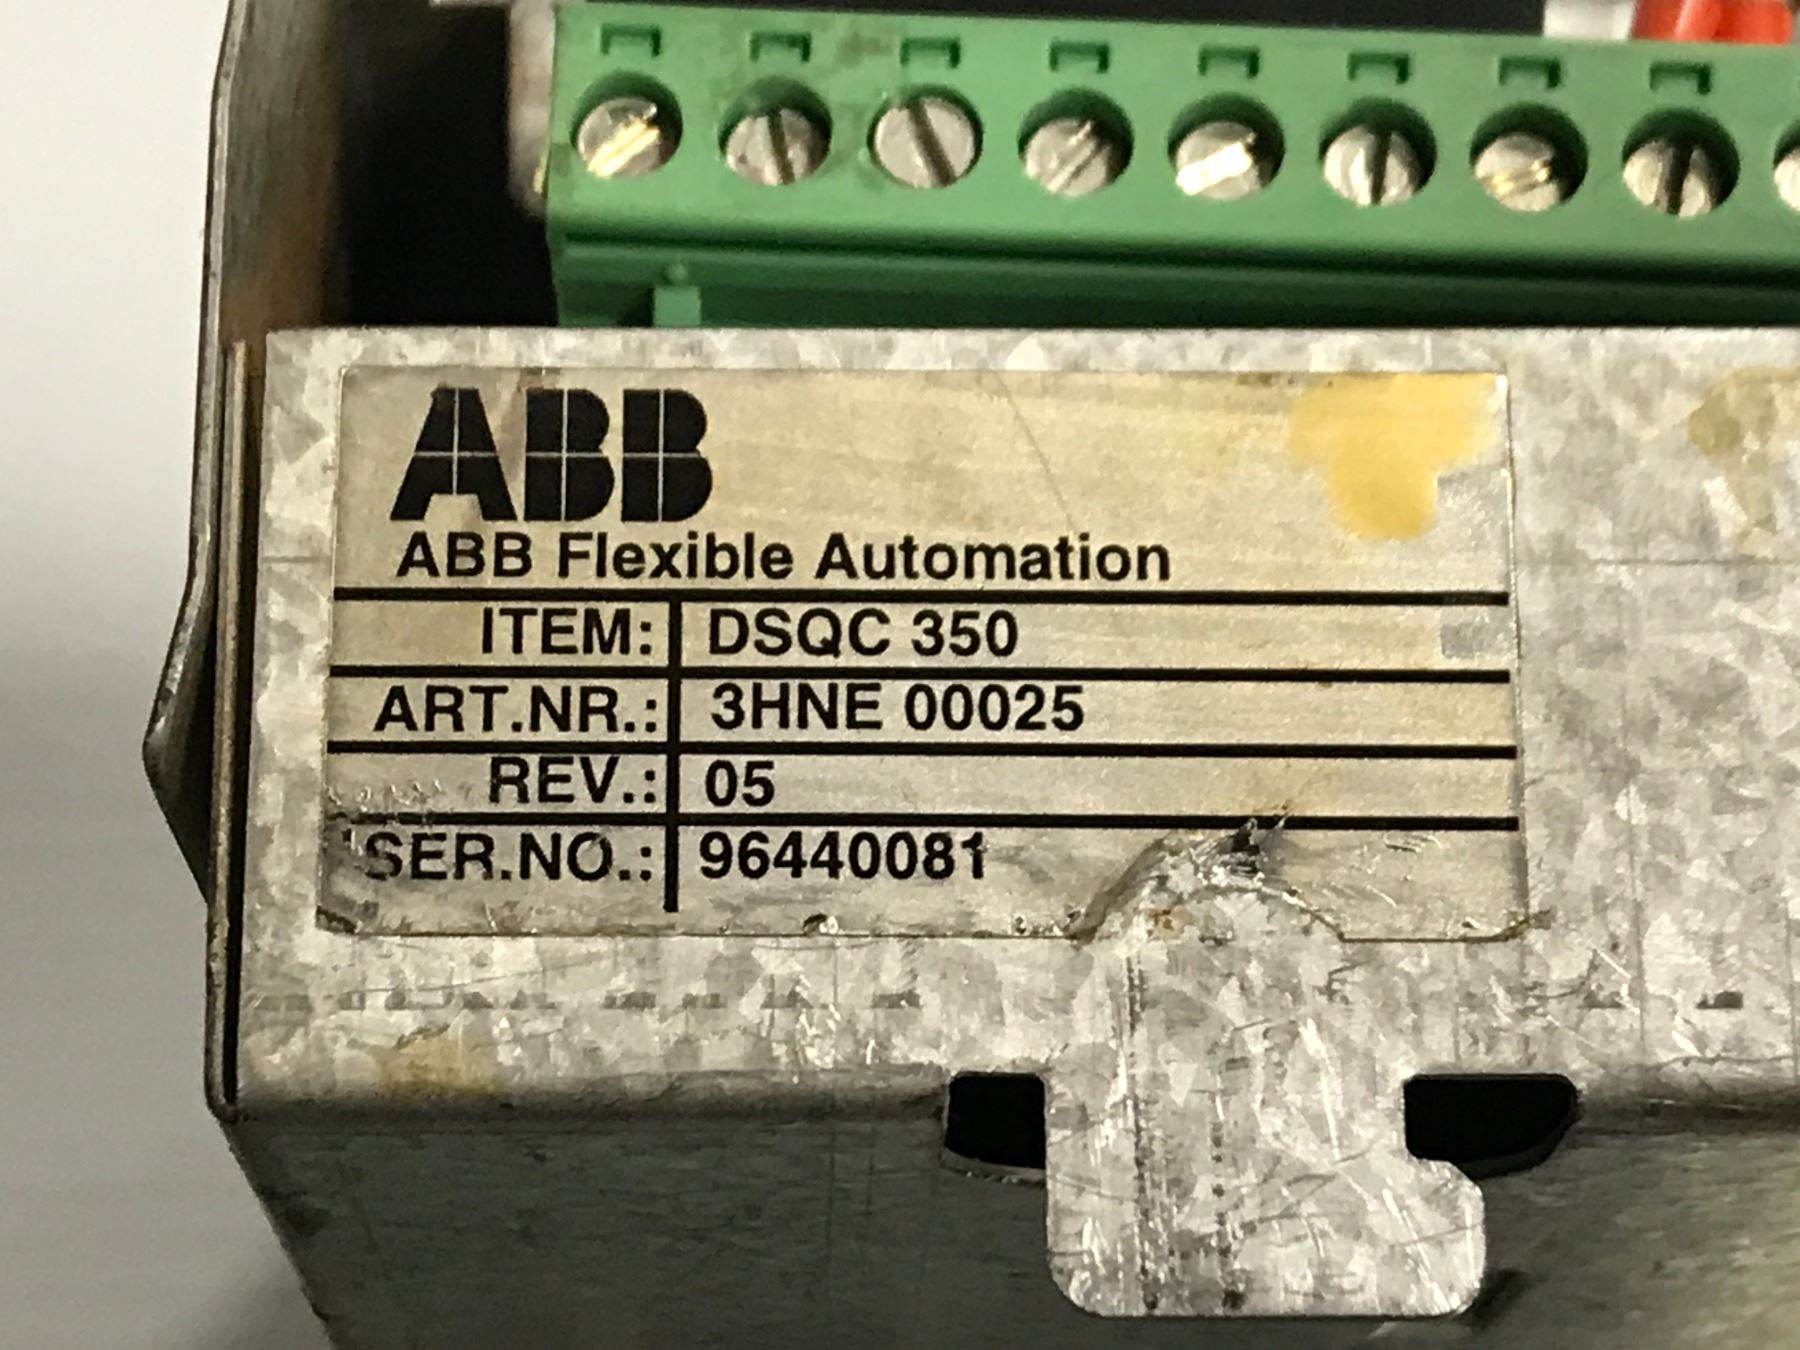 ABB
ABB Flexible Automation
ITEM: DSQC 350
ART.NR.: 3HNE 00025
REV.: 05
SER.NO.: 96440081